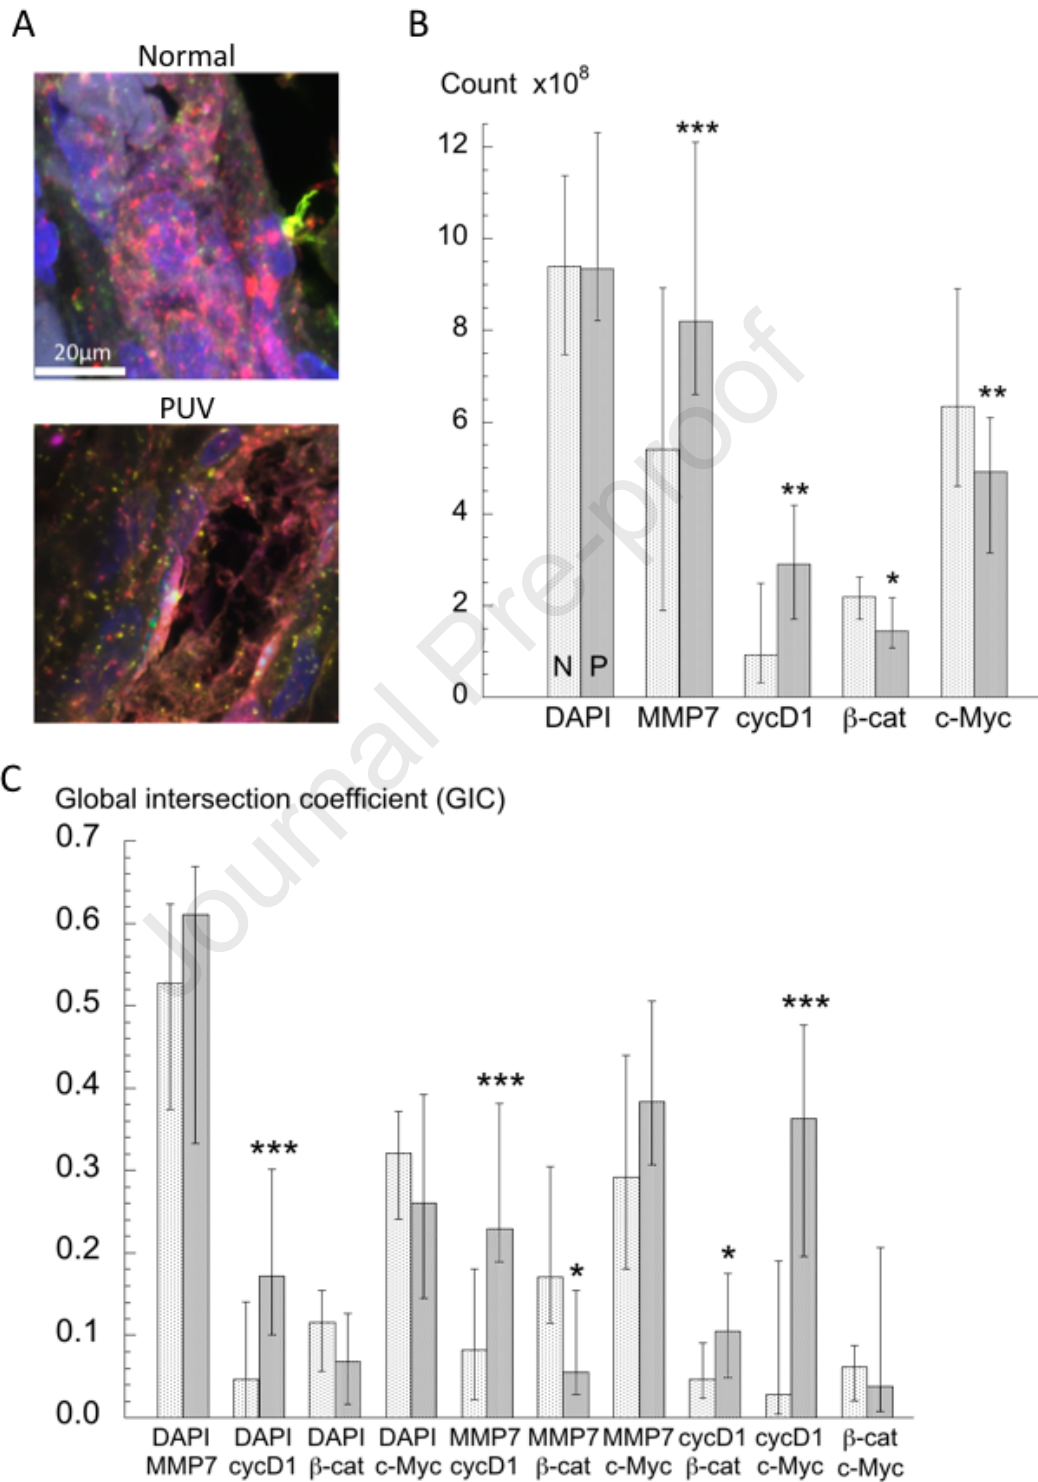 A
Normal
20µm
PUV
B
Count x10⁸
12
10
8
6
4
2
0
***
**
*
**
N P
DAPI MMP7 cycD1 β-cat c-Myc
C
Global intersection coefficient (GIC)
0.7
0.6
0.5
0.4
0.3
0.2
0.1
0.0
***
***
*
*
***
DAPI DAPI DAPI DAPI MMP7 MMP7 MMP7 cycD1 cycD1 β-cat
MMP7 cycD1 β-cat c-Myc cycD1 β-cat c-Myc β-cat c-Myc c-Myc
Journal Pre-proof